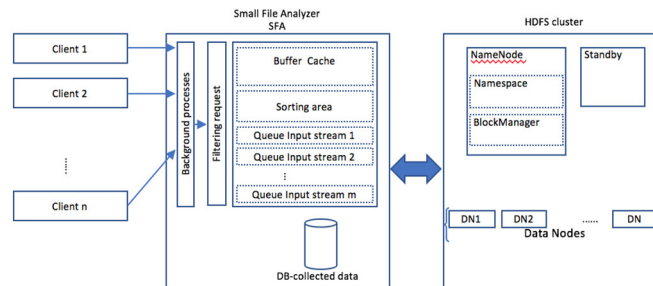 Small File Analyzer
SFA
HDFS cluster
Client 1
Client 2
⋮
Client n
Background processes
Filtering request
Buffer Cache
Sorting area
Queue Input stream 1
Queue Input stream 2
⋮
Queue Input stream m
DB-collected data
NameNode
Namespace
BlockManager
Standby
DN1 DN2 ...... DN
Data Nodes